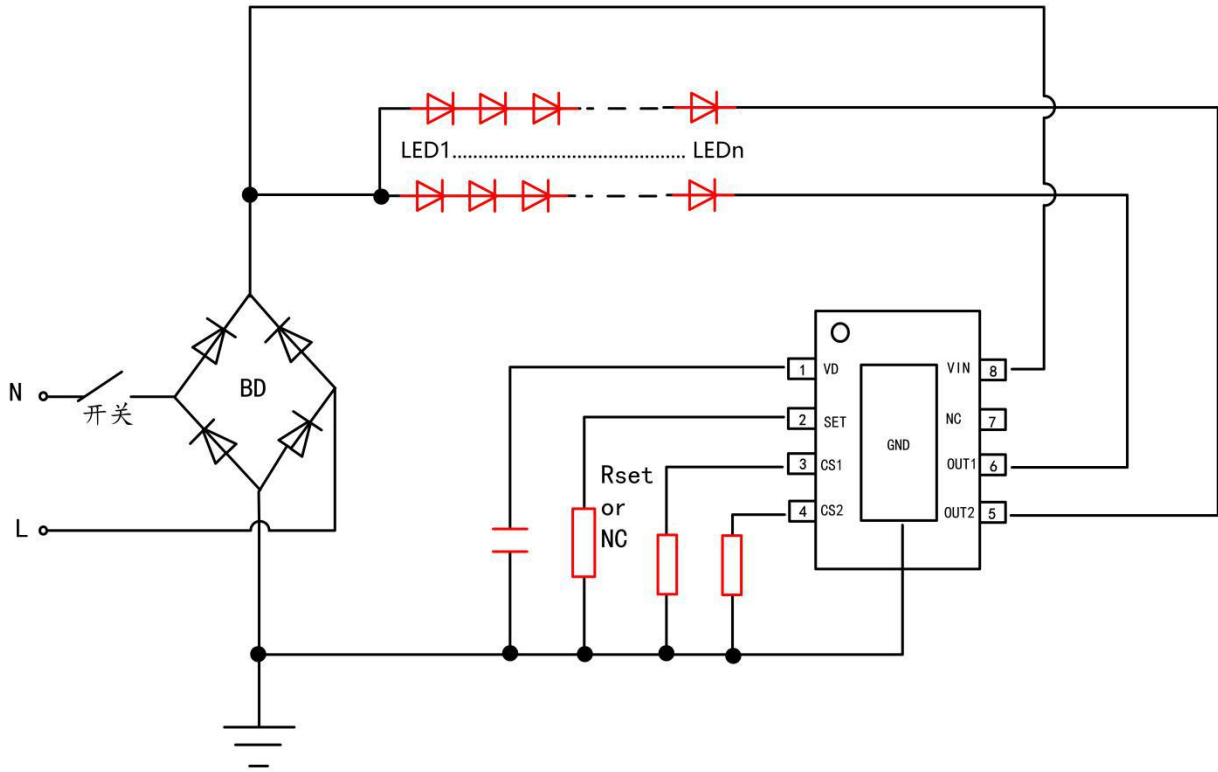 LED1 LEDn
BD
N
开关
L
1 VD
2 SET
3 CS1
4 CS2
GND
VIN 8
NC 7
OUT1 6
OUT2 5
Rset
or
NC